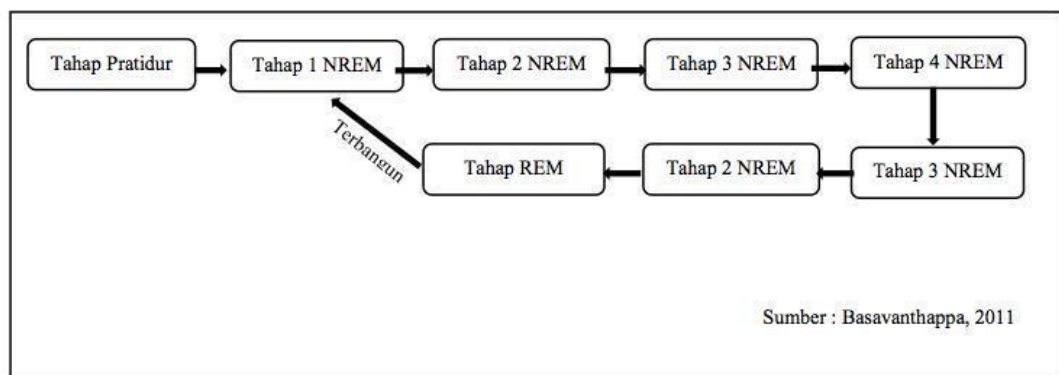 Tahap Pratidur
Tahap 1 NREM
Tahap 2 NREM
Tahap 3 NREM
Tahap 4 NREM
Terbangun
Tahap REM
Tahap 2 NREM
Tahap 3 NREM
Sumber : Basavanthappa, 2011